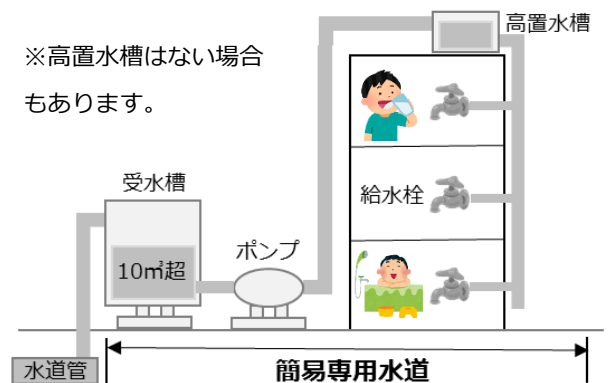 高置水槽
※高置水槽はない場合
もあります。
受水槽
給水栓
ポンプ
10㎥超
水道管
簡易専用水道